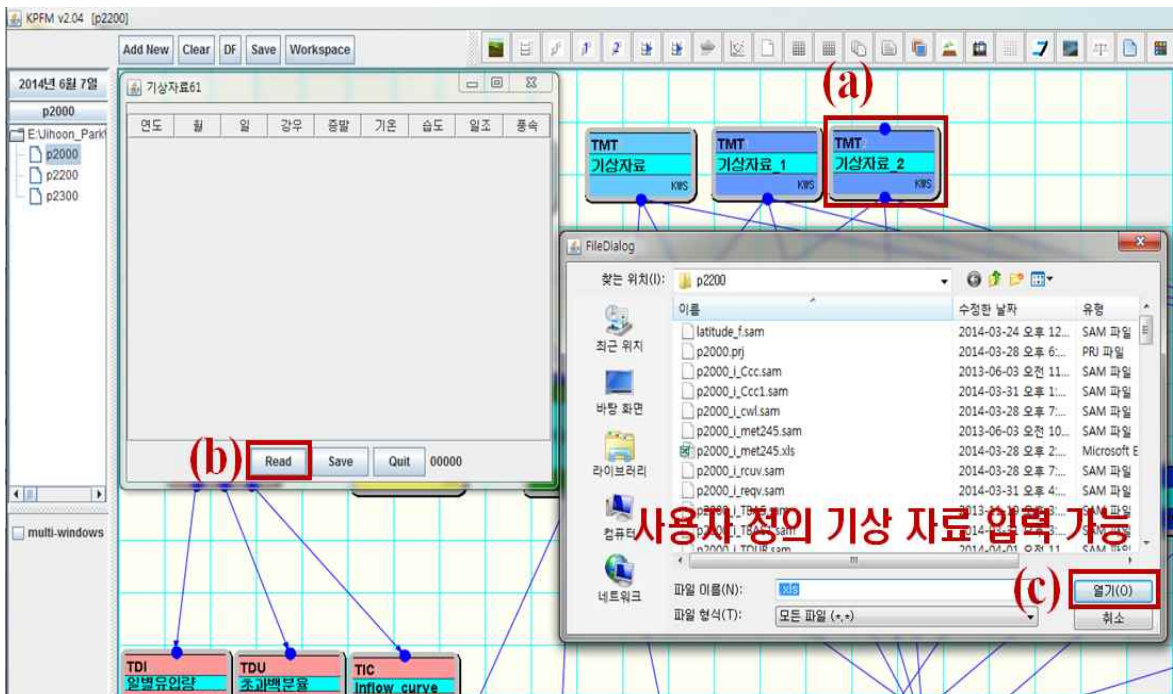 KPFM v2.04 [p2200]
Add New Clear DF Save Workspace
2014년 6월 7일
p2000
E:\Jihoon_Park\
p2000
p2200
p2300
multi-windows
기상자료61
연도 월 일 강우 증발 기온 습도 일조 풍속
(b)
Read Save Quit 00000
(a)
TMT
기상자료
KWS
TMT
기상자료_1
KWS
TMT
기상자료_2
KWS
FileDialog
찾는 위치(I): p2200
이름 수정한 날짜 유형
latitude_f.sam 2014-03-24 오후 12... SAM 파일
p2000.prj 2014-03-28 오후 6:... PRJ 파일
p2000_i_Ccc.sam 2013-06-03 오전 11... SAM 파일
p2000_i_Ccc1.sam 2014-03-31 오후 1:... SAM 파일
p2000_i_cwl.sam 2014-03-28 오후 7:... SAM 파일
p2000_i_met245.sam 2013-06-03 오전 10... SAM 파일
p2000_i_met245.xls 2014-03-28 오후 2:... Microsoft E
p2000_i_rcuv.sam 2014-03-28 오후 7:... SAM 파일
p2000_i_reqv.sam 2014-03-31 오후 4:... SAM 파일
p2000_i_TDUR.sam 2014-04-01 오전 11
최근 위치
바탕 화면
라이브러리
컴퓨터
네트워크
사용자 정의 기상 자료 입력 가능
(c)
파일 이름(N): .xls 열기(O)
파일 형식(T): 모든 파일 (*.*) 취소
TDI
일별유입량
TDU
초과백분율
TIC
Inflow_curve